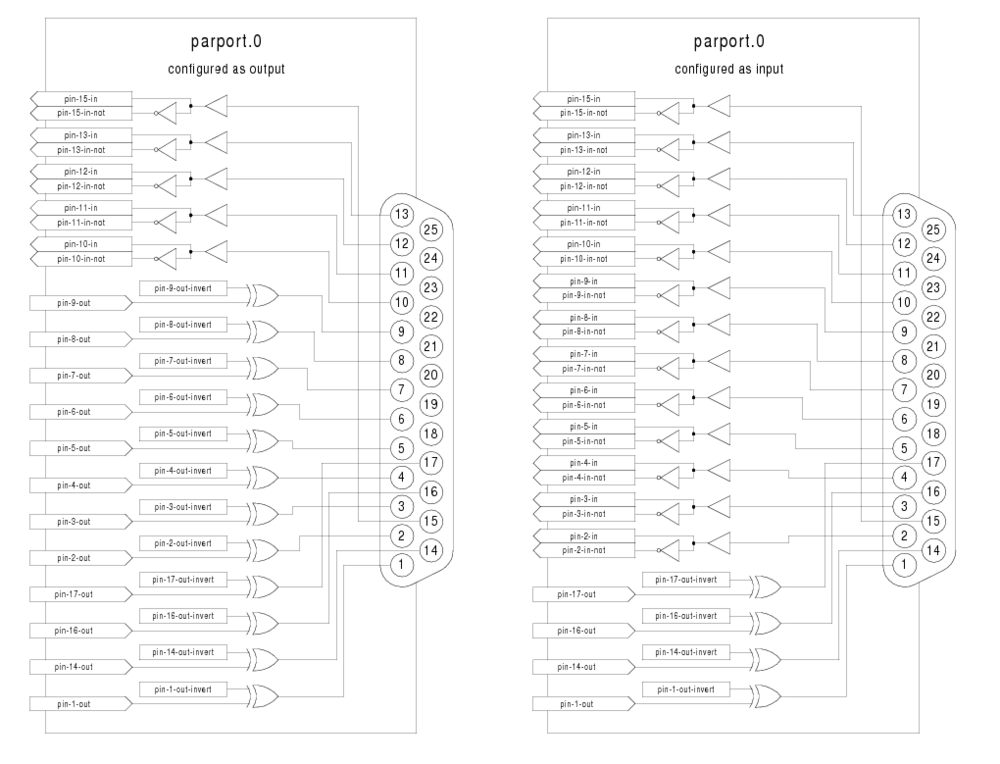 parport.0
configured as output
pin-15-in
pin-15-in-not
pin-13-in
pin-13-in-not
pin-12-in
pin-12-in-not
pin-11-in
pin-11-in-not
pin-10-in
pin-10-in-not
pin-9-out-invert
pin-9-out
pin-8-out-invert
pin-8-out
pin-7-out-invert
pin-7-out
pin-6-out-invert
pin-6-out
pin-5-out-invert
pin-5-out
pin-4-out-invert
pin-4-out
pin-3-out-invert
pin-3-out
pin-2-out-invert
pin-2-out
pin-17-out-invert
pin-17-out
pin-16-out-invert
pin-16-out
pin-14-out-invert
pin-14-out
pin-1-out-invert
pin-1-out
13
25
12
24
11
23
10
22
9
21
8
20
7
19
6
18
5
17
4
16
3
15
2
14
1
parport.0
configured as input
pin-15-in
pin-15-in-not
pin-13-in
pin-13-in-not
pin-12-in
pin-12-in-not
pin-11-in
pin-11-in-not
pin-10-in
pin-10-in-not
pin-9-in
pin-9-in-not
pin-8-in
pin-8-in-not
pin-7-in
pin-7-in-not
pin-6-in
pin-6-in-not
pin-5-in
pin-5-in-not
pin-4-in
pin-4-in-not
pin-3-in
pin-3-in-not
pin-2-in
pin-2-in-not
pin-17-out-invert
pin-17-out
pin-16-out-invert
pin-16-out
pin-14-out-invert
pin-14-out
pin-1-out-invert
pin-1-out
13
25
12
24
11
23
10
22
9
21
8
20
7
19
6
18
5
17
4
16
3
15
2
14
1